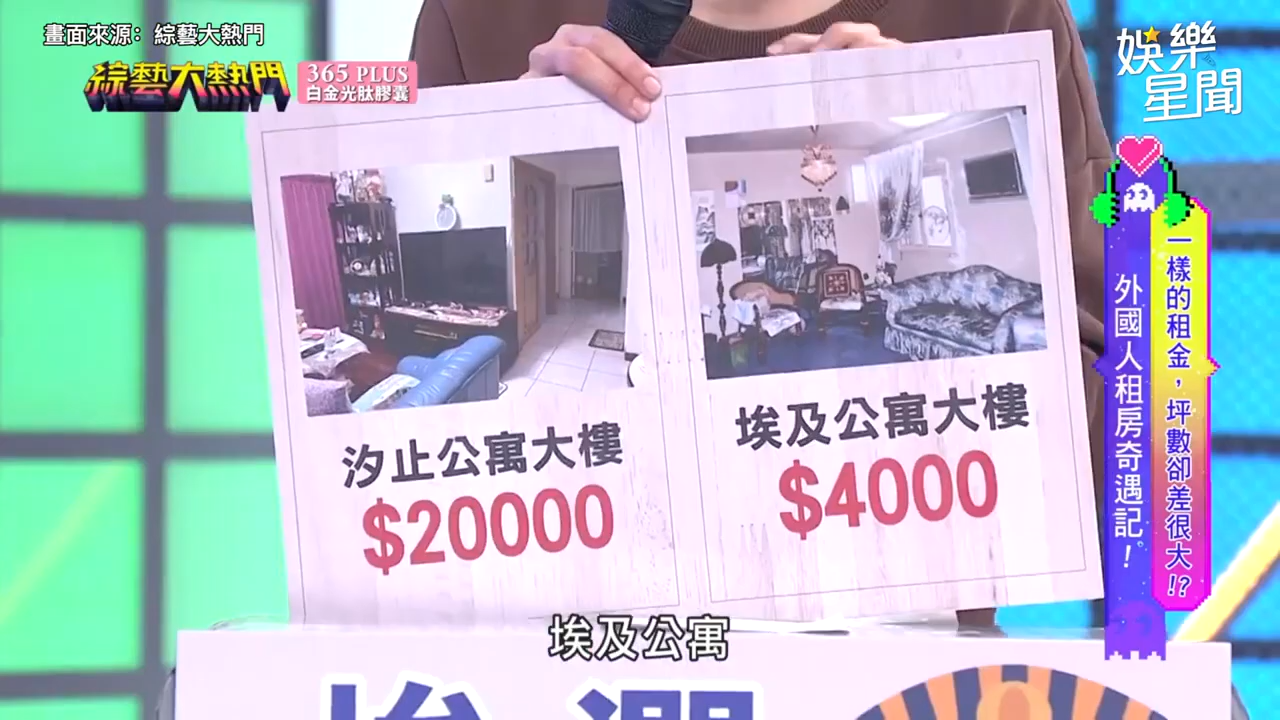 畫面來源：綜藝大熱門
綜藝大熱門
365 PLUS
白金光肽膠囊
娛樂
星聞
一樣的租金，坪數卻差很大!?
外國人租房奇遇記！
汐止公寓大樓
$20000
埃及公寓大樓
$4000
埃及公寓